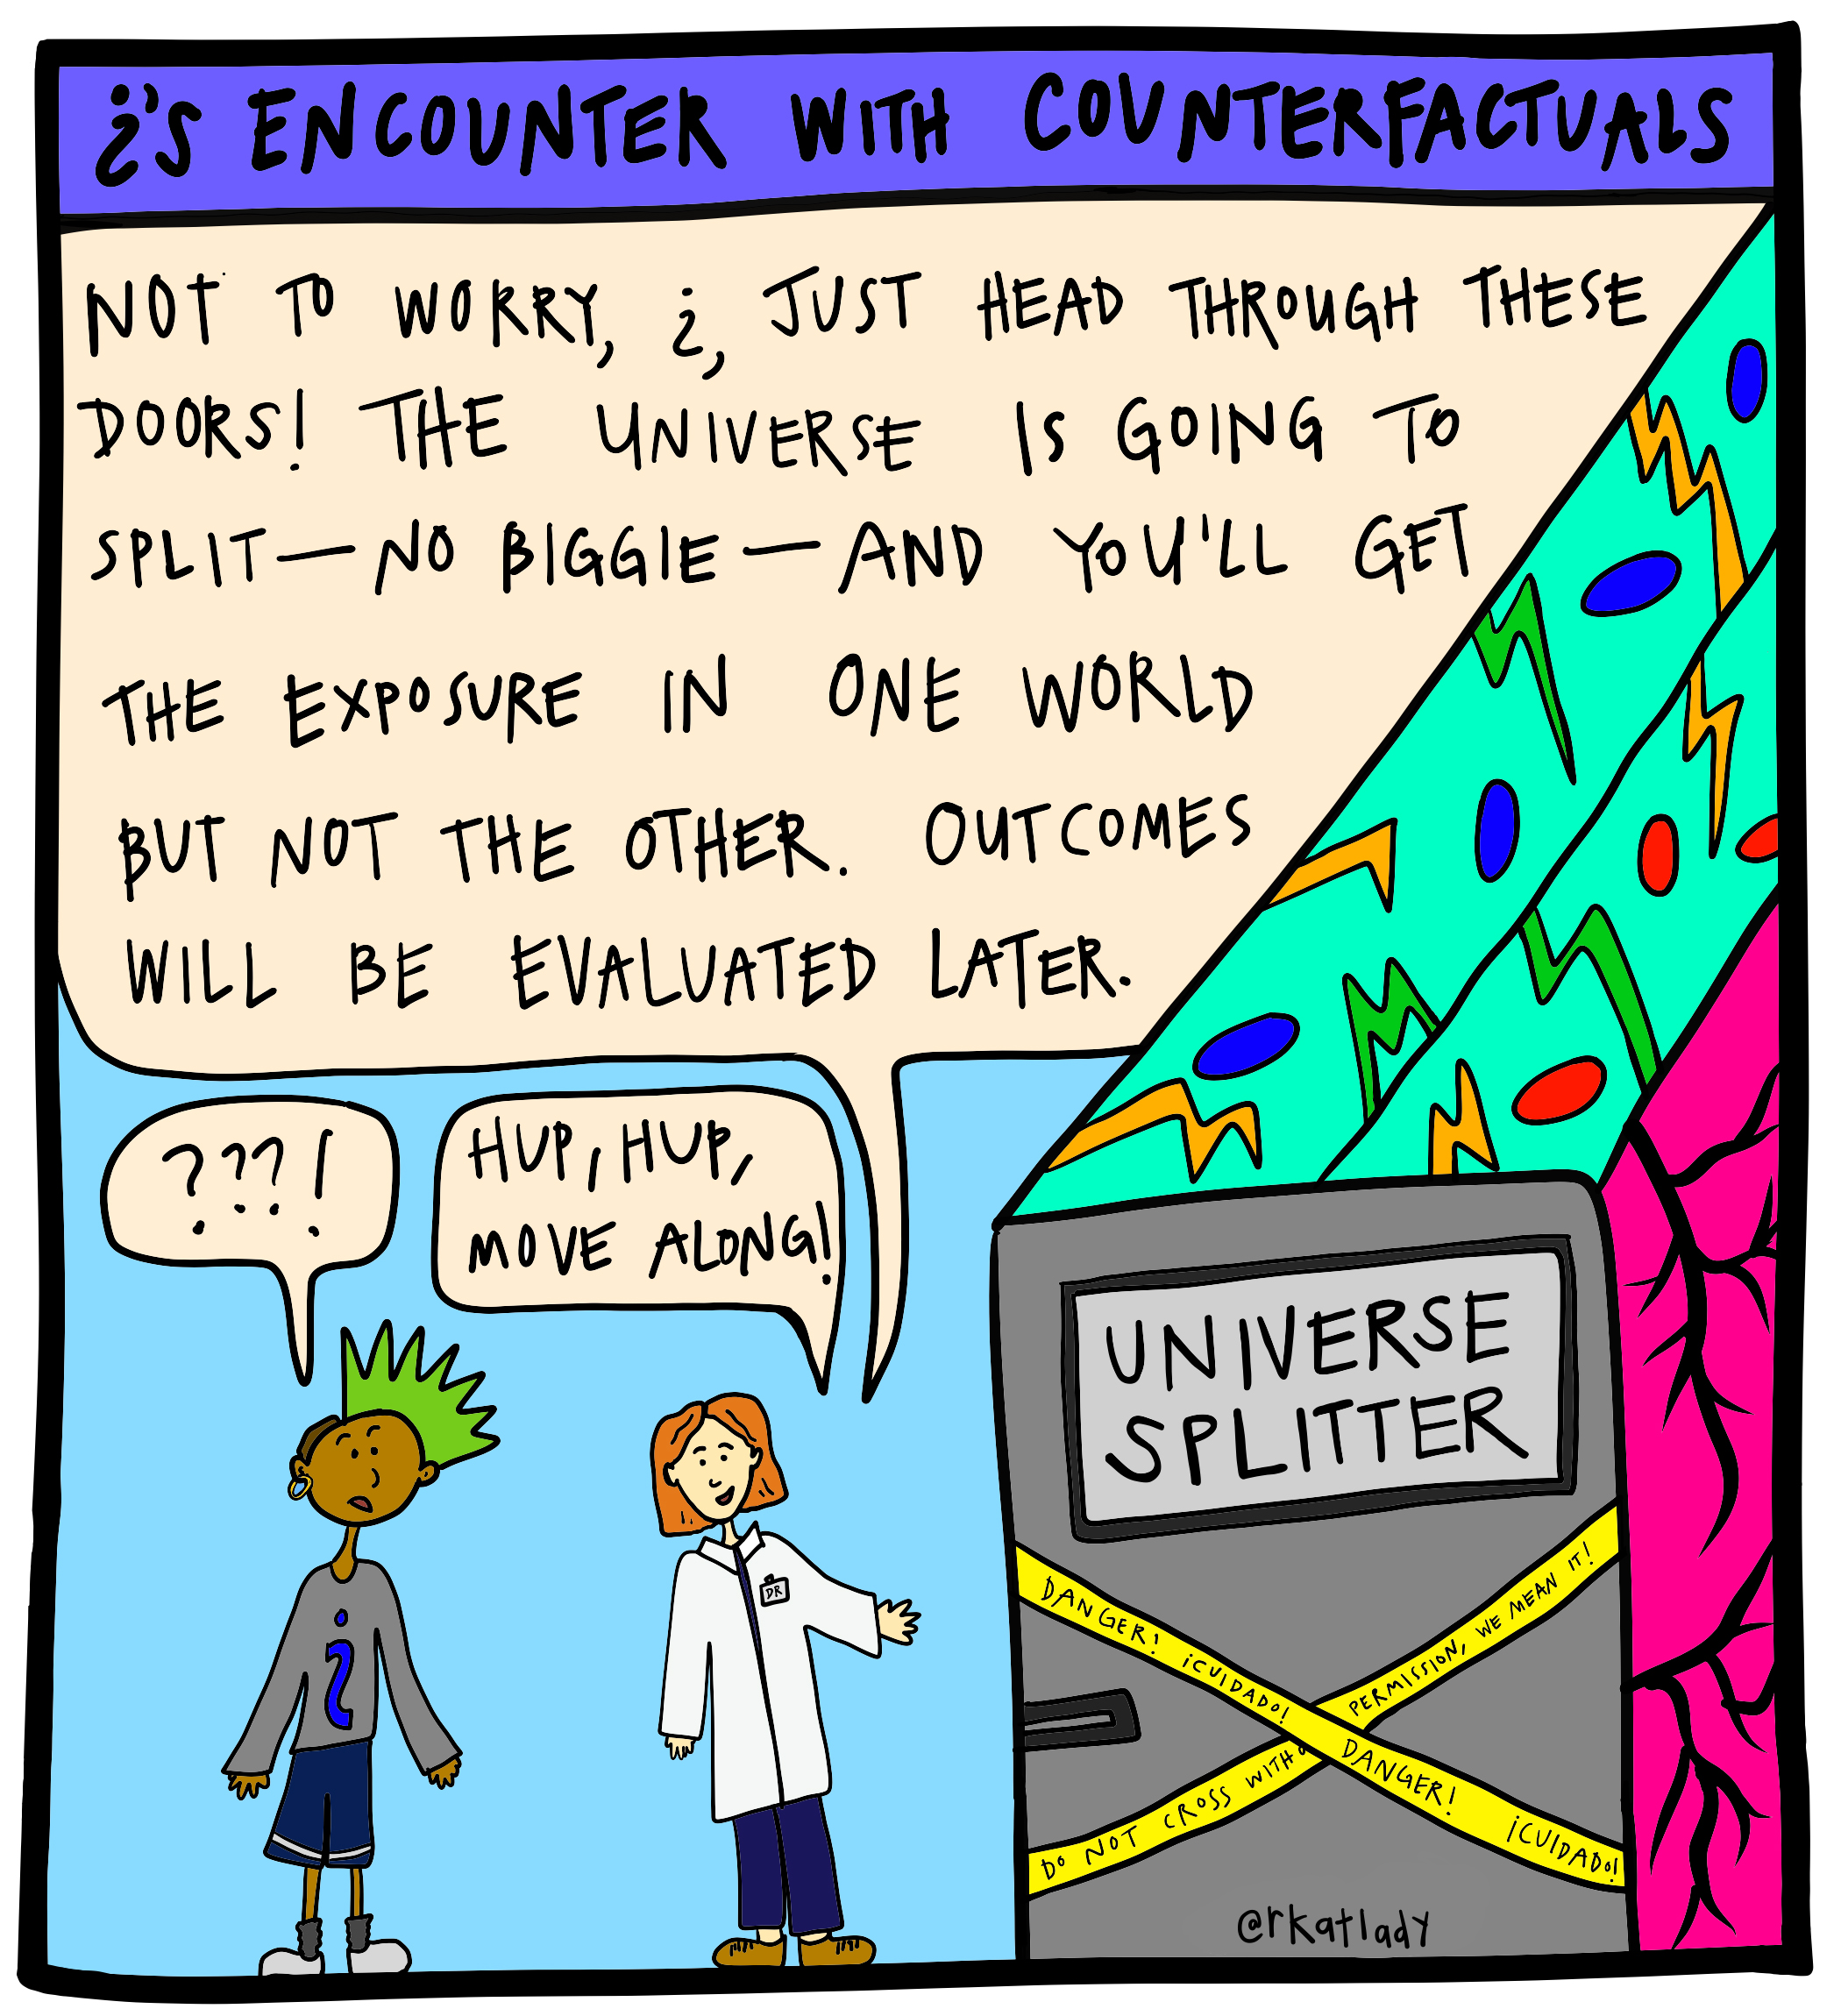 ¿'S ENCOUNTER WITH COUNTERFACTUALS
NOT TO WORRY, ¿, JUST HEAD THROUGH THESE
DOORS! THE UNIVERSE IS GOING TO
SPLIT—NO BIGGIE—AND YOU'LL GET
THE EXPOSURE IN ONE WORLD
BUT NOT THE OTHER. OUTCOMES
WILL BE EVALUATED LATER.
???!
HUP, HUP,
MOVE ALONG!
¿
DR
UNIVERSE
SPLITTER
DANGER! ¡CUIDADO! DANGER! ¡CUIDADO!
DO NOT CROSS WITHO PERMISSION, WE MEAN IT!
@rkatlady